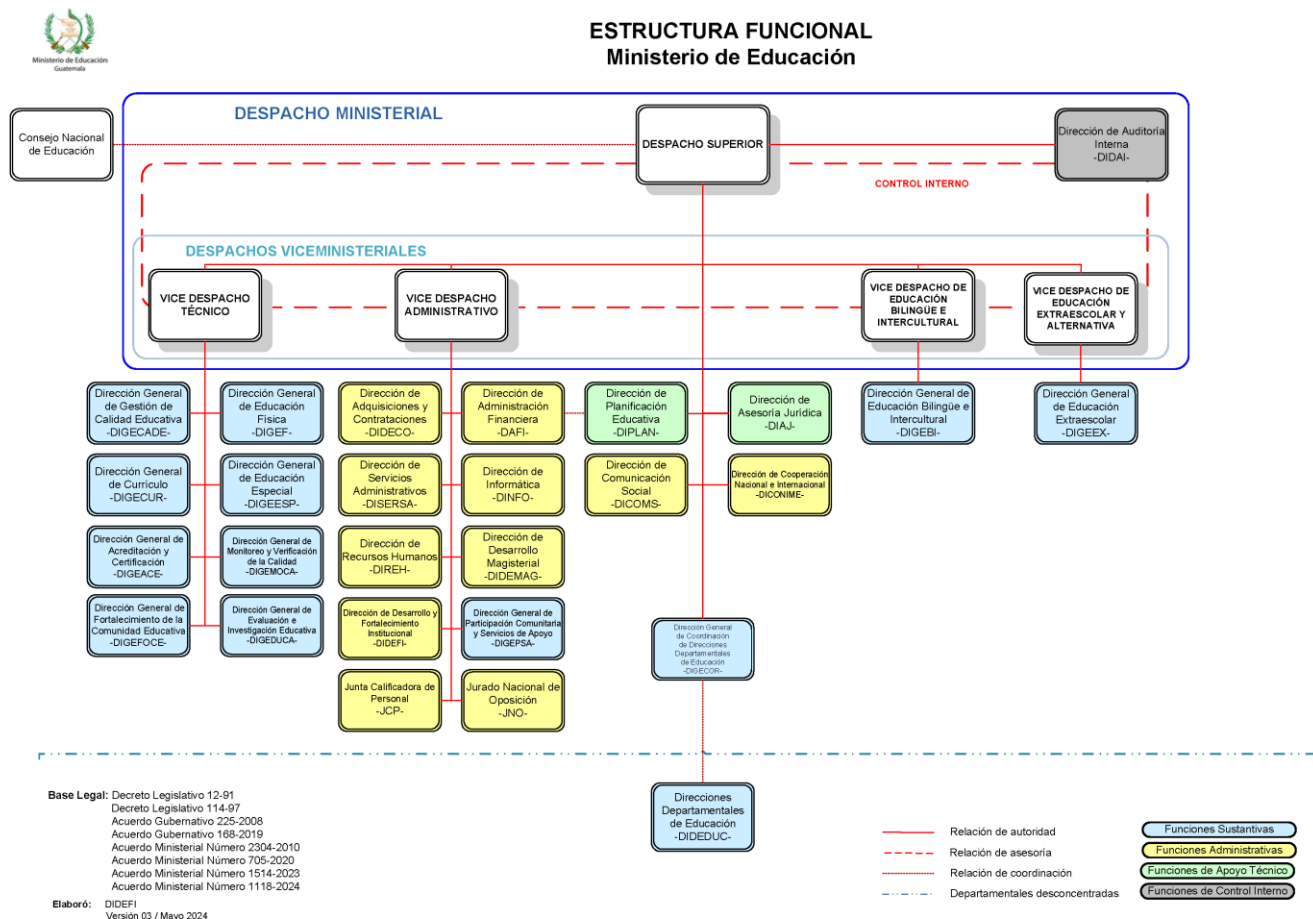 Ministerio de Educación
Guatemala
ESTRUCTURA FUNCIONAL
Ministerio de Educación
DESPACHO MINISTERIAL
Consejo Nacional
de Educación
DESPACHO SUPERIOR
Dirección de Auditoría
Interna
-DIDAI-
CONTROL INTERNO
DESPACHOS VICEMINISTERIALES
VICE DESPACHO
TÉCNICO
VICE DESPACHO
ADMINISTRATIVO
VICE DESPACHO DE
EDUCACIÓN
BILINGÜE E
INTERCULTURAL
VICE DESPACHO DE
EDUCACIÓN
EXTRAESCOLAR Y
ALTERNATIVA
Dirección General
de Gestión de
Calidad Educativa
-DIGECADE-
Dirección General
de Educación
Física
-DIGEF-
Dirección de
Adquisiciones y
Contrataciones
-DIDECO-
Dirección de
Administración
Financiera
-DAFI-
Dirección de
Planificación
Educativa
-DIPLAN-
Dirección de
Asesoría Jurídica
-DIAJ-
Dirección General de
Educación Bilingüe e
Intercultural
-DIGEBI-
Dirección General
de Educación
Extraescolar
-DIGEEX-
Dirección General
de Currículo
-DIGECUR-
Dirección General
de Educación
Especial
-DIGEESP-
Dirección de
Servicios
Administrativos
-DISERSA-
Dirección de
Informática
-DINFO-
Dirección de
Comunicación
Social
-DICOMS-
Dirección de Cooperación
Nacional e Internacional
-DICONIME-
Dirección General de
Acreditación y
Certificación
-DIGEACE-
Dirección General de
Monitoreo y Verificación
de la Calidad
-DIGEMOCA-
Dirección de
Recursos Humanos
-DIREH-
Dirección de
Desarrollo
Magisterial
-DIDEMAG-
Dirección General de
Fortalecimiento de la
Comunidad Educativa
-DIGEFOCE-
Dirección General de
Evaluación e
Investigación Educativa
-DIGEDUCA-
Dirección de Desarrollo y
Fortalecimiento
Institucional
-DIDEFI-
Dirección General de
Participación Comunitaria
y Servicios de Apoyo
-DIGEPSA-
Dirección General
de Coordinación
de Direcciones
Departamentales
de Educación
-DIGECOR-
Junta Calificadora de
Personal
-JCP-
Jurado Nacional de
Oposición
-JNO-
Direcciones
Departamentales
de Educación
-DIDEDUC-
Base Legal: Decreto Legislativo 12-91
Decreto Legislativo 114-97
Acuerdo Gubernativo 225-2008
Acuerdo Gubernativo 168-2019
Acuerdo Ministerial Número 2304-2010
Acuerdo Ministerial Número 705-2020
Acuerdo Ministerial Número 1514-2023
Acuerdo Ministerial Número 1118-2024
Elaboró: DIDEFI
Versión 03 / Mayo 2024
Relación de autoridad
Relación de asesoría
Relación de coordinación
Departamentales desconcentradas
Funciones Sustantivas
Funciones Administrativas
Funciones de Apoyo Técnico
Funciones de Control Interno